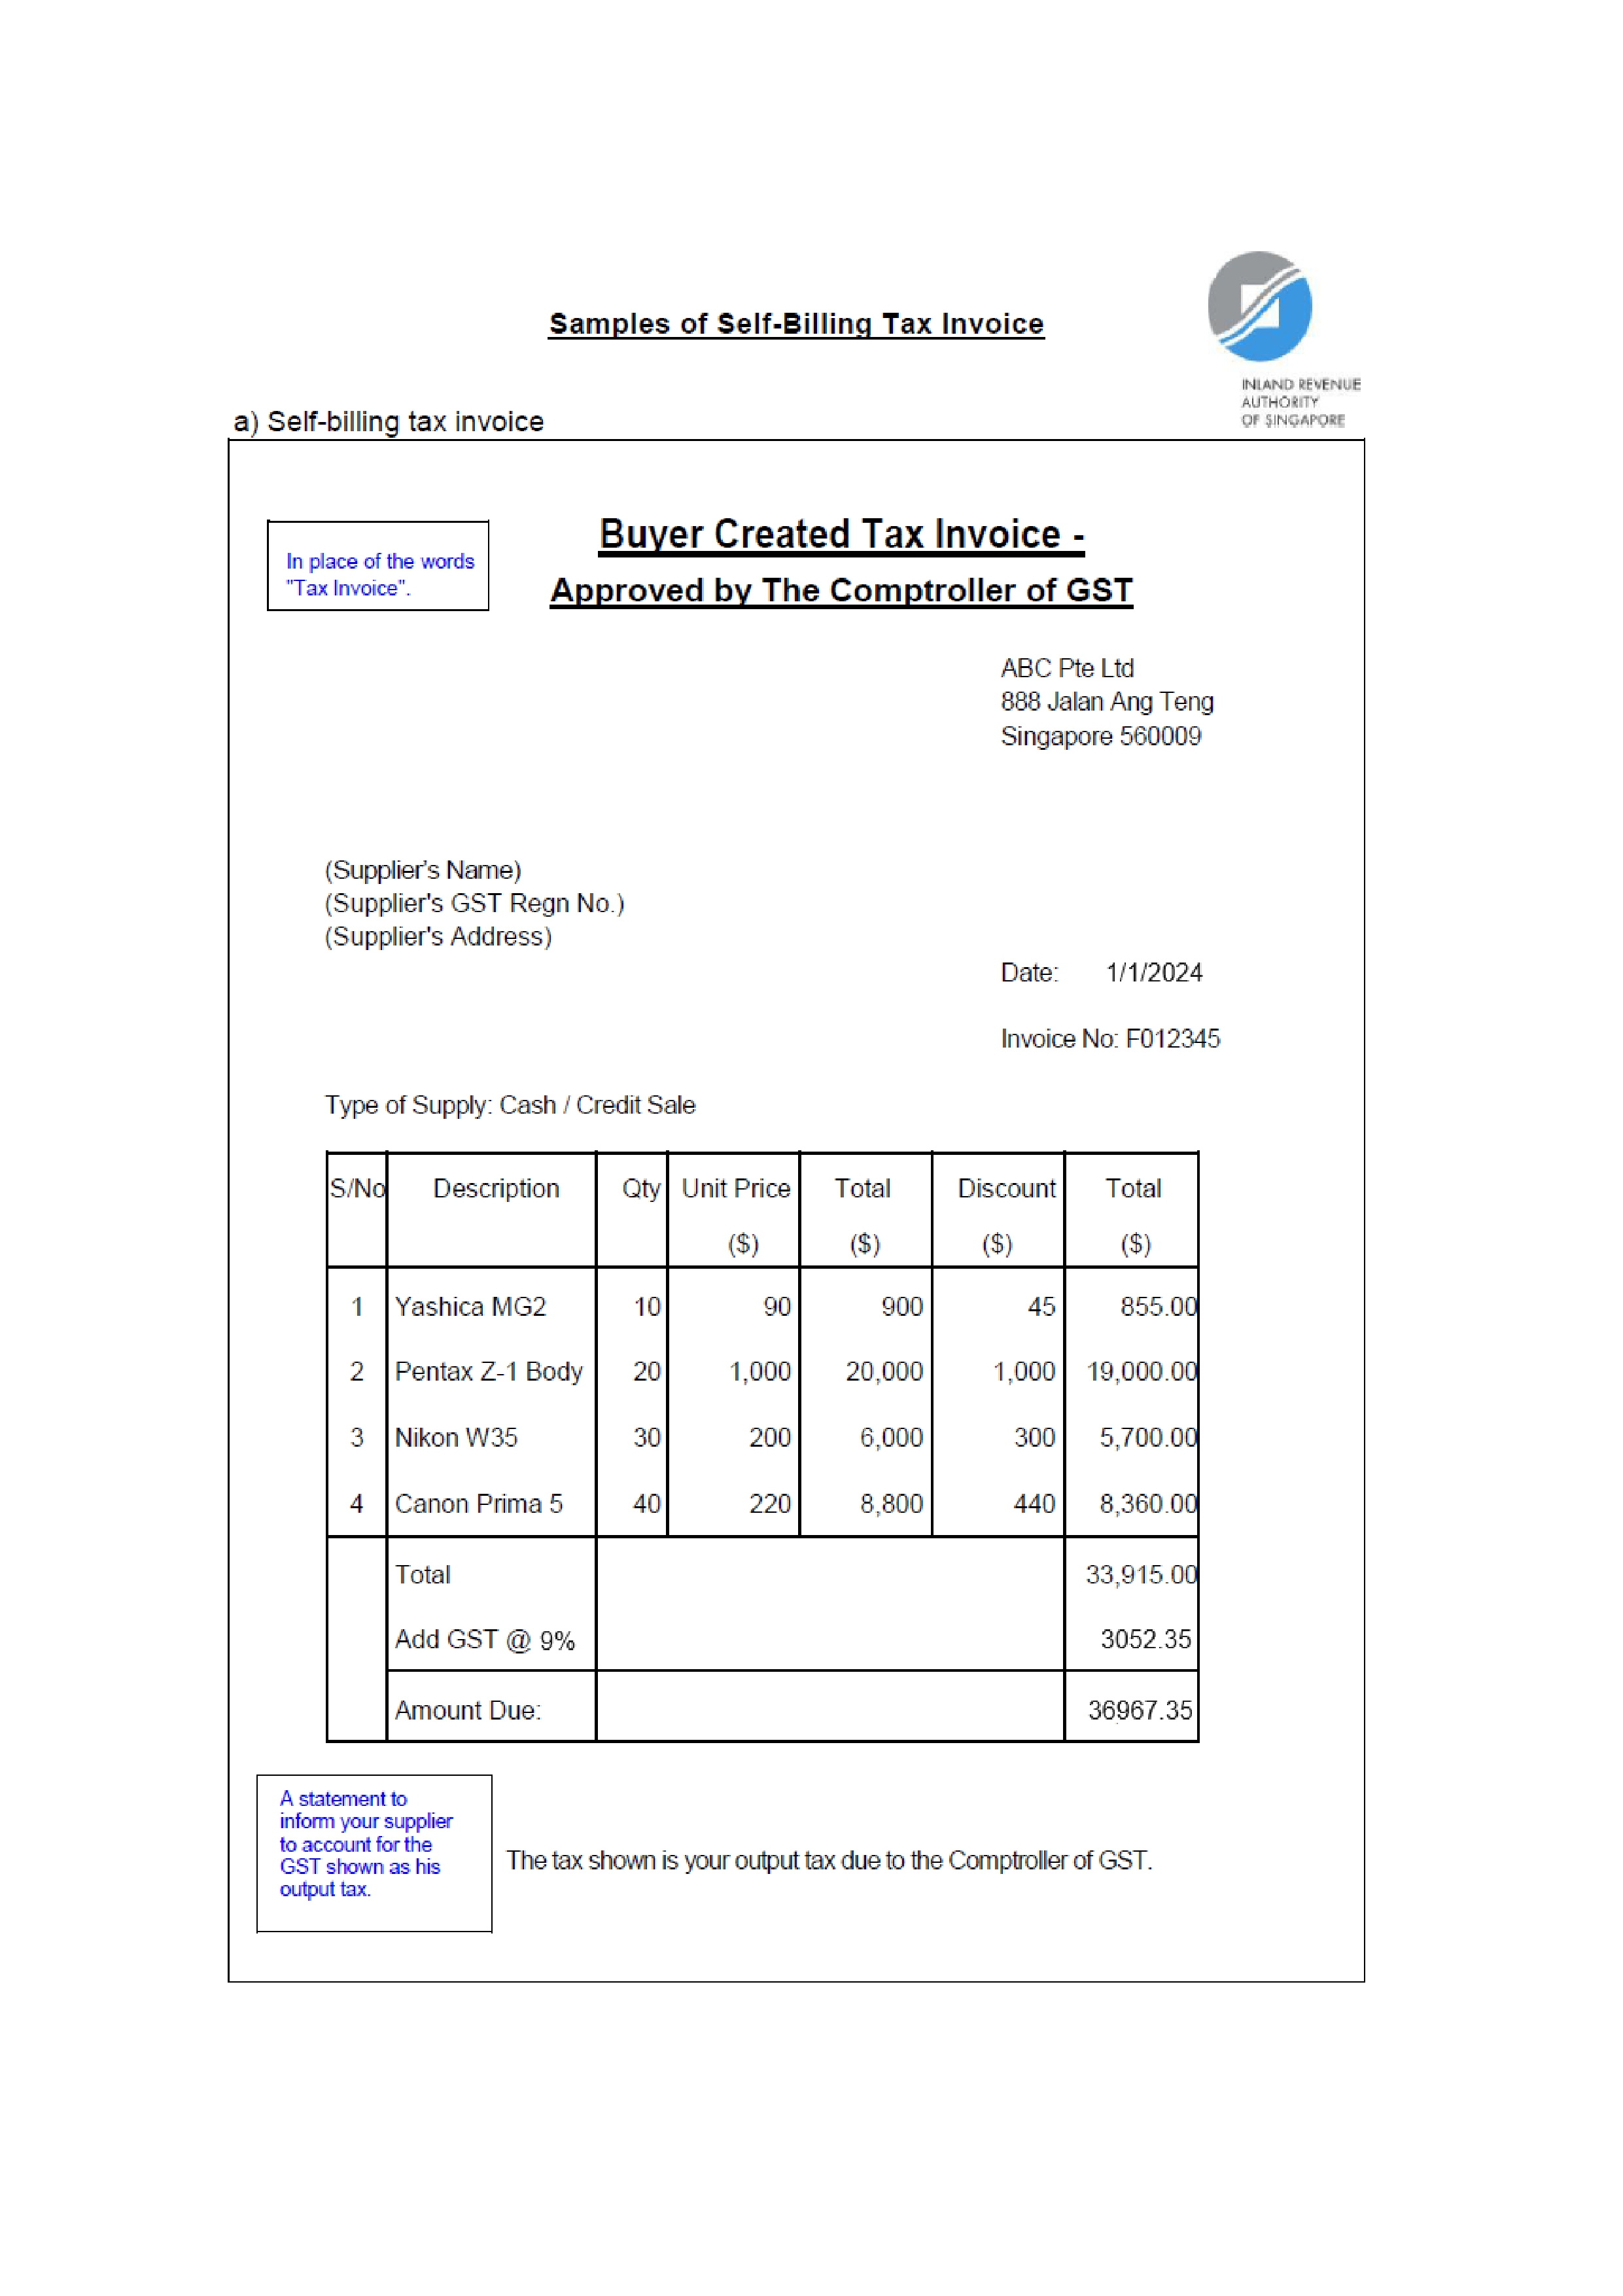 Samples of Self-Billing Tax Invoice
INLAND REVENUE
AUTHORITY
OF SINGAPORE
a) Self-billing tax invoice
In place of the words
"Tax Invoice".
Buyer Created Tax Invoice -
Approved by The Comptroller of GST
ABC Pte Ltd
888 Jalan Ang Teng
Singapore 560009
(Supplier's Name)
(Supplier's GST Regn No.)
(Supplier's Address)
Date: 1/1/2024
Invoice No: F012345
Type of Supply: Cash / Credit Sale
S/No Description Qty Unit Price Total Discount Total
($) ($) ($) ($)
1 Yashica MG2 10 90 900 45 855.00
2 Pentax Z-1 Body 20 1,000 20,000 1,000 19,000.00
3 Nikon W35 30 200 6,000 300 5,700.00
4 Canon Prima 5 40 220 8,800 440 8,360.00
Total 33,915.00
Add GST @ 9% 3052.35
Amount Due: 36967.35
A statement to
inform your supplier
to account for the
GST shown as his
output tax.
The tax shown is your output tax due to the Comptroller of GST.